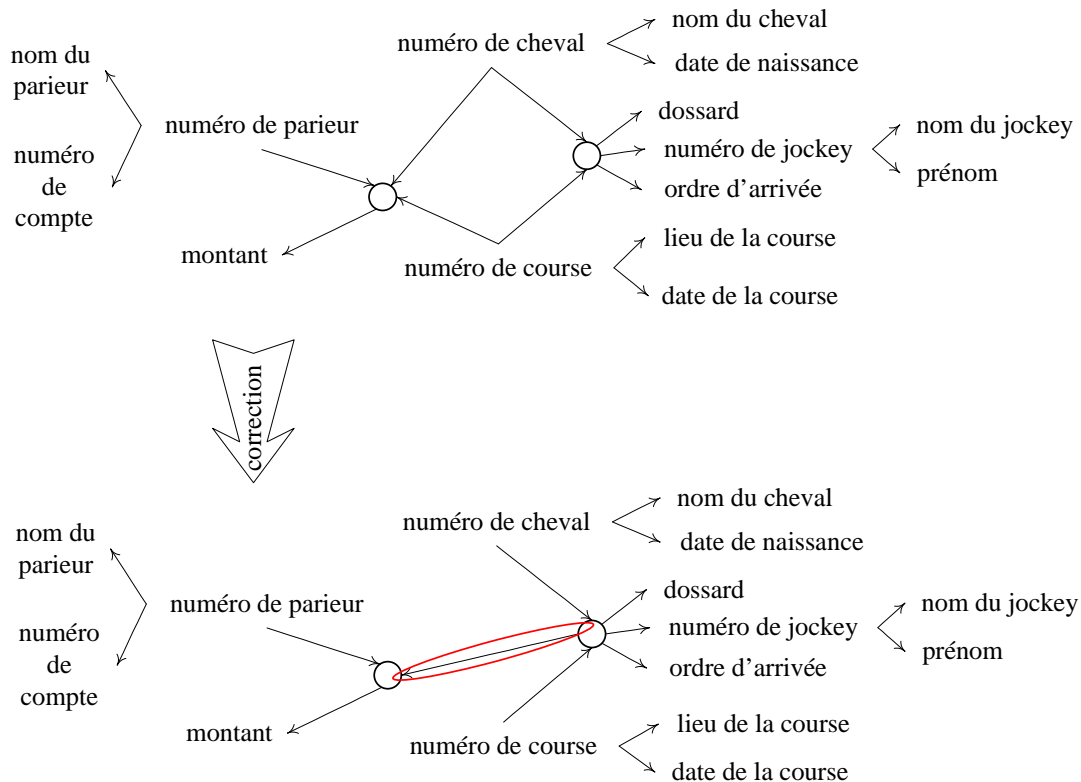 nom du cheval
numéro de cheval
nom du
parieur
date de naissance
dossard
numéro de parieur
nom du jockey
numéro de jockey
numéro
de
compte
prénom
ordre d'arrivée
lieu de la course
montant
numéro de course
date de la course
correction
nom du cheval
numéro de cheval
nom du
parieur
date de naissance
dossard
numéro de parieur
nom du jockey
numéro de jockey
numéro
de
compte
prénom
ordre d'arrivée
lieu de la course
montant
numéro de course
date de la course